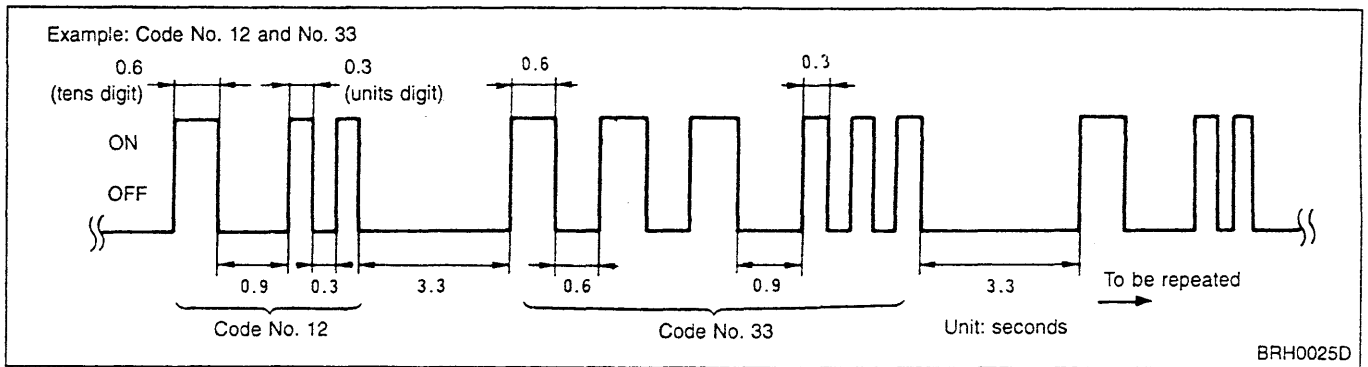 Example: Code No. 12 and No. 33
0.6
(tens digit)
0.3
(units digit)
0.6
0.3
ON
OFF
0.9
0.3
3.3
0.6
0.9
3.3
To be repeated
Code No. 12
Code No. 33
Unit: seconds
BRH0025D